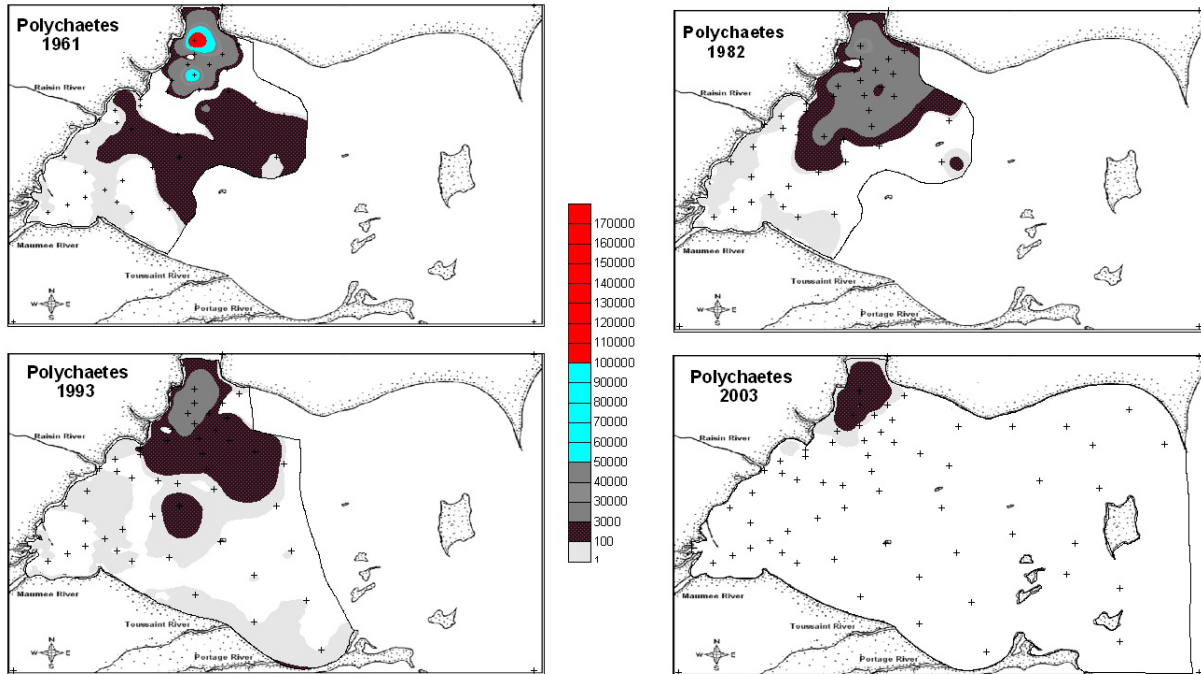 Polychaetes
1961
Raisin River
Maumee River
Toussaint River
Portage River
N
W E
S
Polychaetes
1982
Raisin River
Maumee River
Toussaint River
Portage River
N
W E
S
170000
160000
140000
130000
120000
110000
100000
90000
80000
70000
60000
50000
40000
30000
3000
100
1
Polychaetes
1993
Raisin River
Maumee River
Toussaint River
Portage River
N
W E
S
Polychaetes
2003
Raisin River
Maumee River
Toussaint River
Portage River
N
W E
S